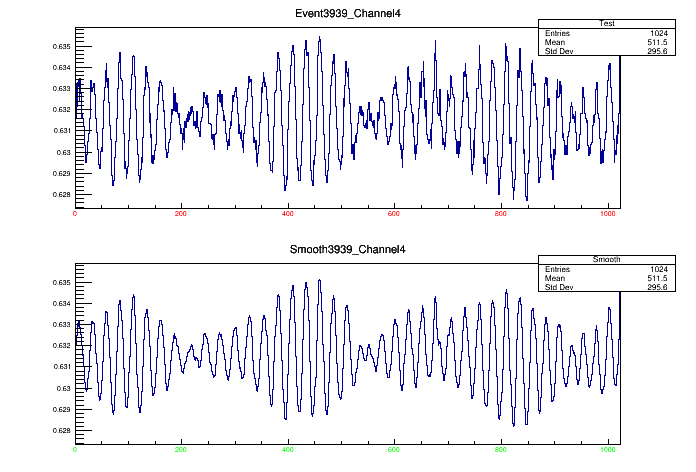 Event3939_Channel4
Test
Entries 1024
Mean 511.5
Std Dev 295.6
0.635
0.634
0.633
0.632
0.631
0.63
0.629
0.628
0 200 400 600 800 1000
Smooth3939_Channel4
Smooth
Entries 1024
Mean 511.5
Std Dev 295.6
0.635
0.634
0.633
0.632
0.631
0.63
0.629
0.628
0 200 400 600 800 1000